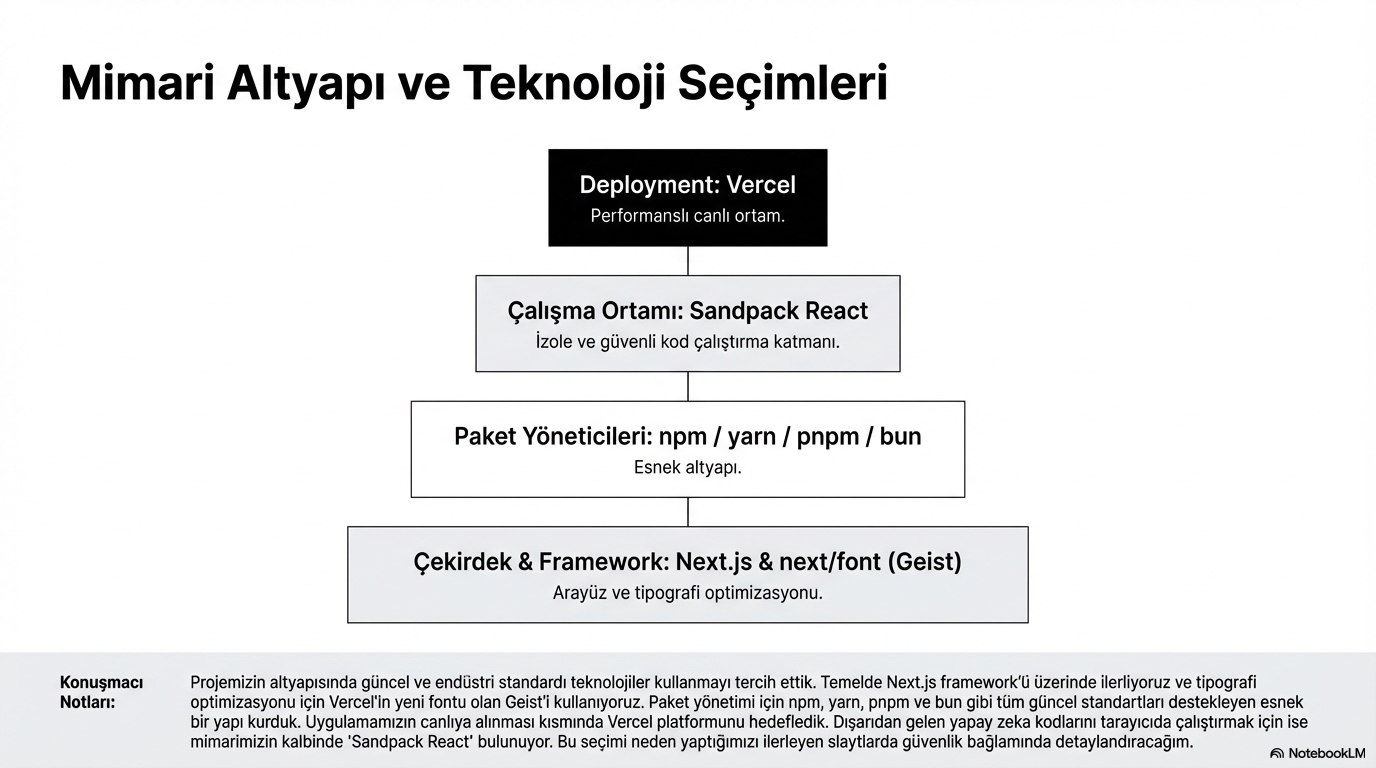 Mimari Altyapı ve Teknoloji Seçimleri
Deployment: Vercel
Performanslı canlı ortam.
Çalışma Ortamı: Sandpack React
İzole ve güvenli kod çalıştırma katmanı.
Paket Yöneticileri: npm / yarn / pnpm / bun
Esnek altyapı.
Çekirdek & Framework: Next.js & next/font (Geist)
Arayüz ve tipografi optimizasyonu.
Konuşmacı
Notları:
Projemizin altyapısında güncel ve endüstri standardı teknolojiler kullanmayı tercih ettik. Temelde Next.js framework'ü üzerinde ilerliyoruz ve tipografi
optimizasyonu için Vercel'in yeni fontu olan Geist'i kullanıyoruz. Paket yönetimi için npm, yarn, pnpm ve bun gibi tüm güncel standartları destekleyen esnek
bir yapı kurduk. Uygulamamızın canlıya alınması kısmında Vercel platformunu hedefledik. Dışarıdan gelen yapay zeka kodlarını tarayıcıda çalıştırmak için ise
mimarimizin kalbinde 'Sandpack React' bulunuyor. Bu seçimi neden yaptığımızı ilerleyen slaytlarda güvenlik bağlamında detaylandıracağım.
NotebookLM